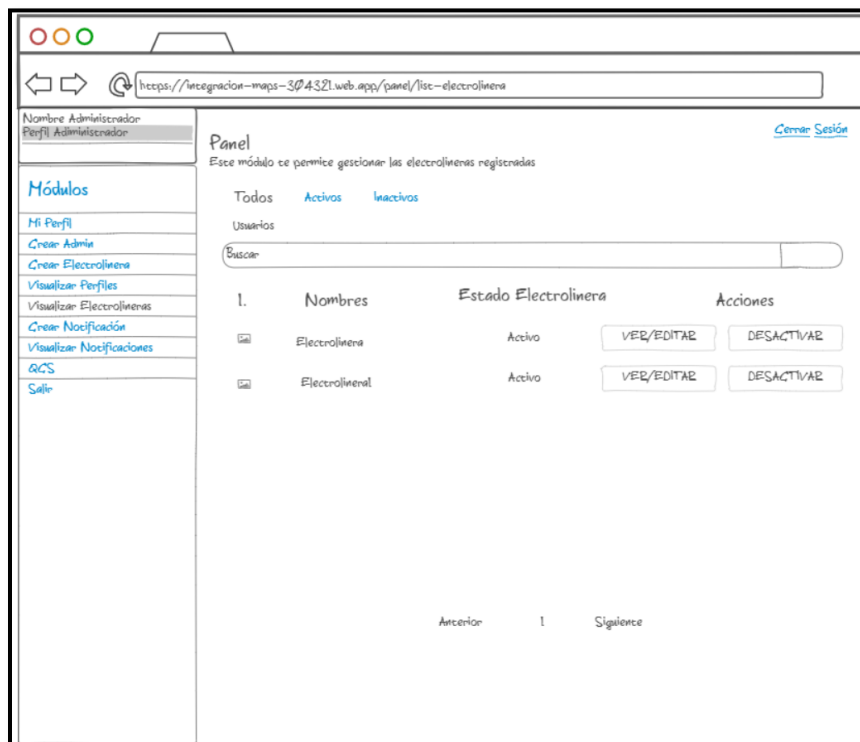 https://integracion-maps-304321.web.app/panel/list-electrolinera
Nombre Administrador
Perfil Administrador
Cerrar Sesión
Panel
Este módulo te permite gestionar las electrolineras registradas
Módulos
Mi Perfil
Crear Admin
Crear Electrolinera
Visualizar Perfiles
Visualizar Electrolineras
Crear Notificación
Visualizar Notificaciones
QCS
Salir
Todos Activos Inactivos
Usuarios
Buscar
1. Nombres Estado Electrolinera Acciones
Electrolinera Activo VER/EDITAR DESACTIVAR
Electrolinera1 Activo VER/EDITAR DESACTIVAR
Anterior 1 Siguiente